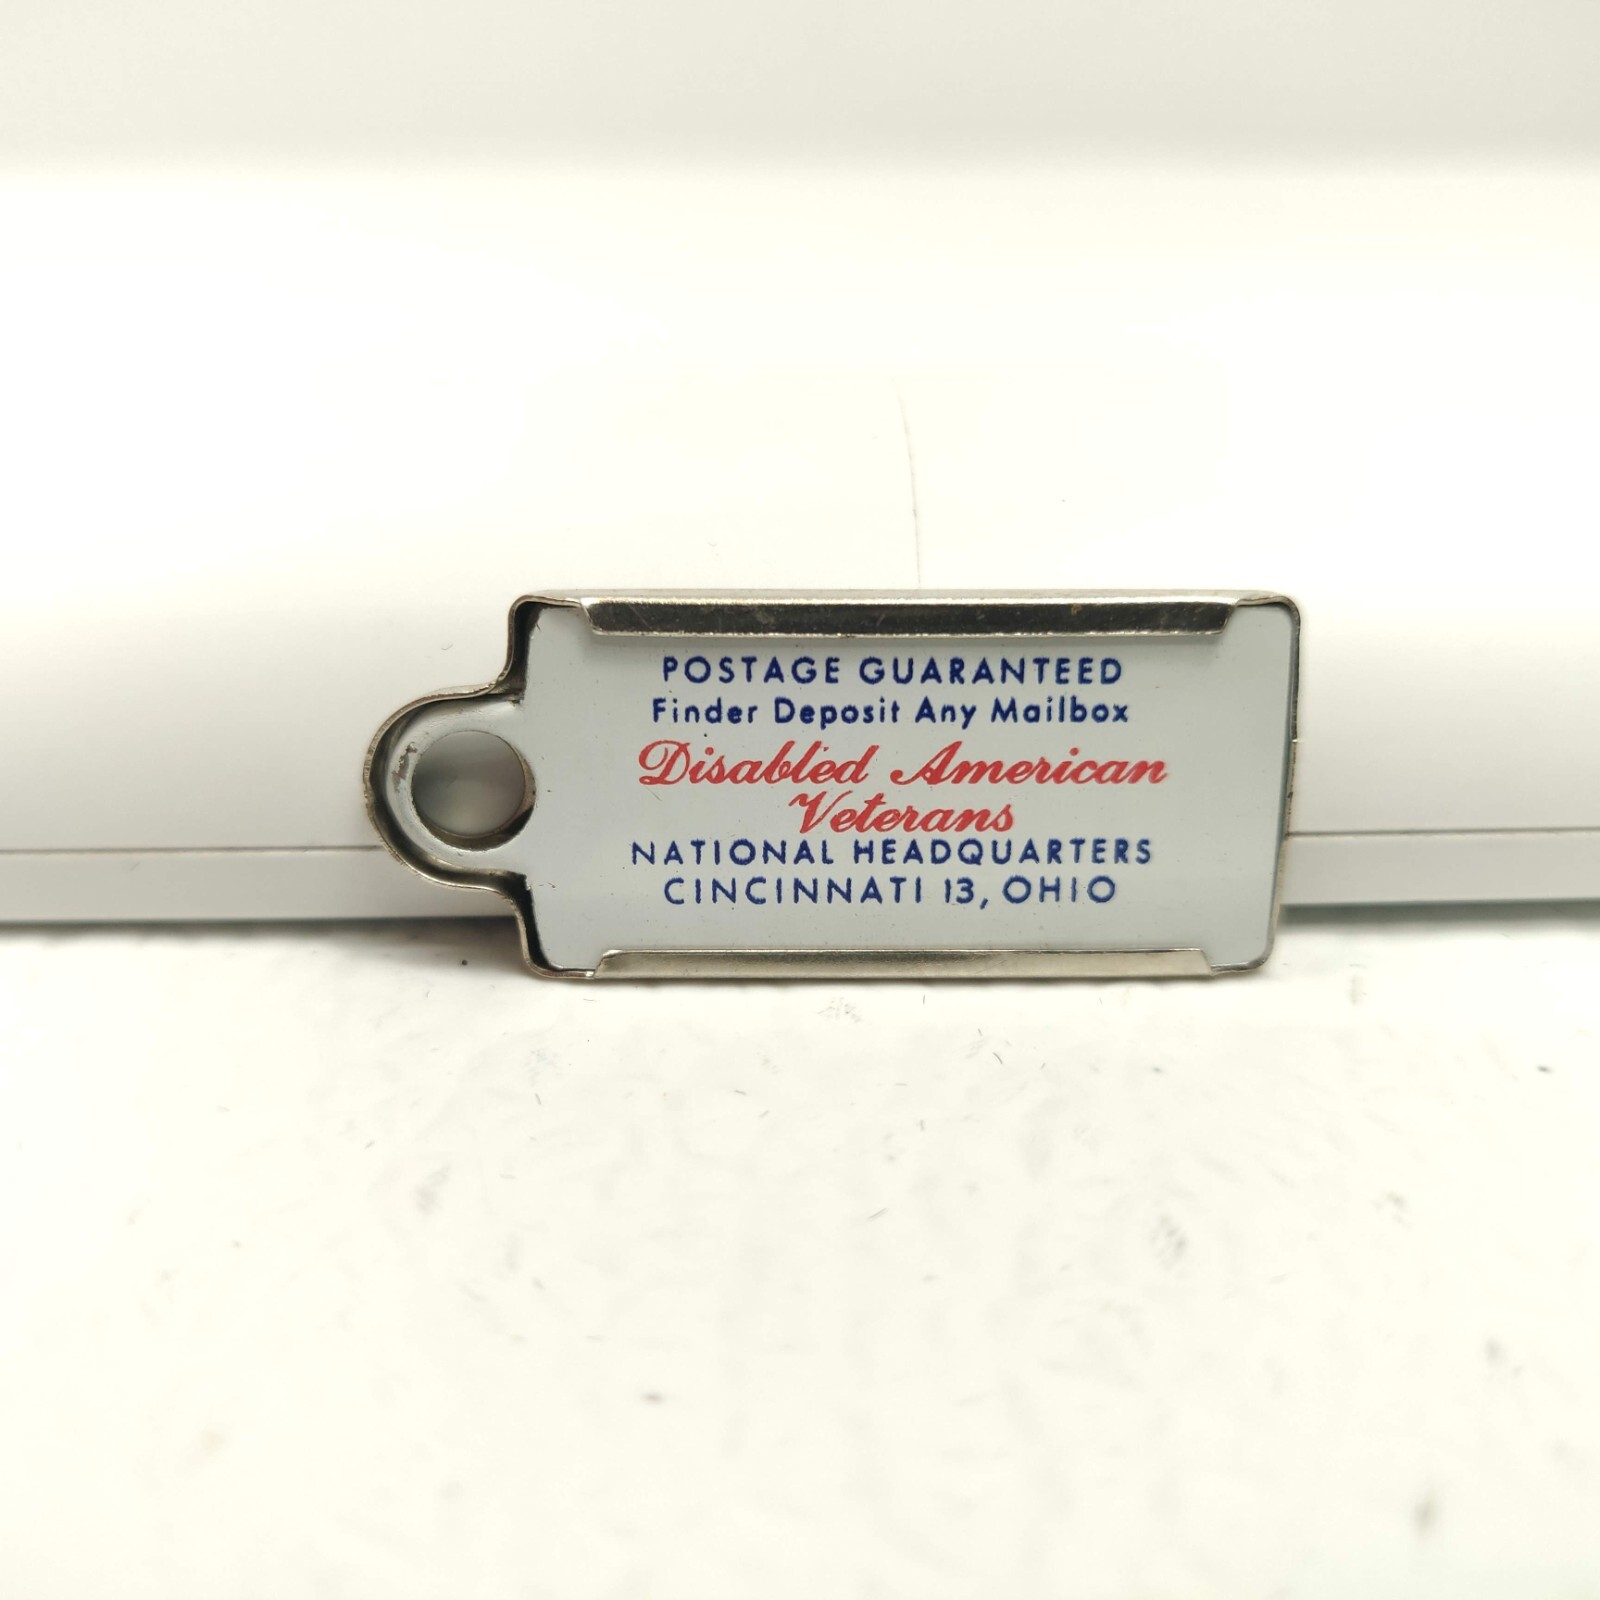 POSTAGE GUARANTEED
Finder Deposit Any Mailbox
Disabled American
Veterans
NATIONAL HEADQUARTERS
CINCINNATI 13, OHIO